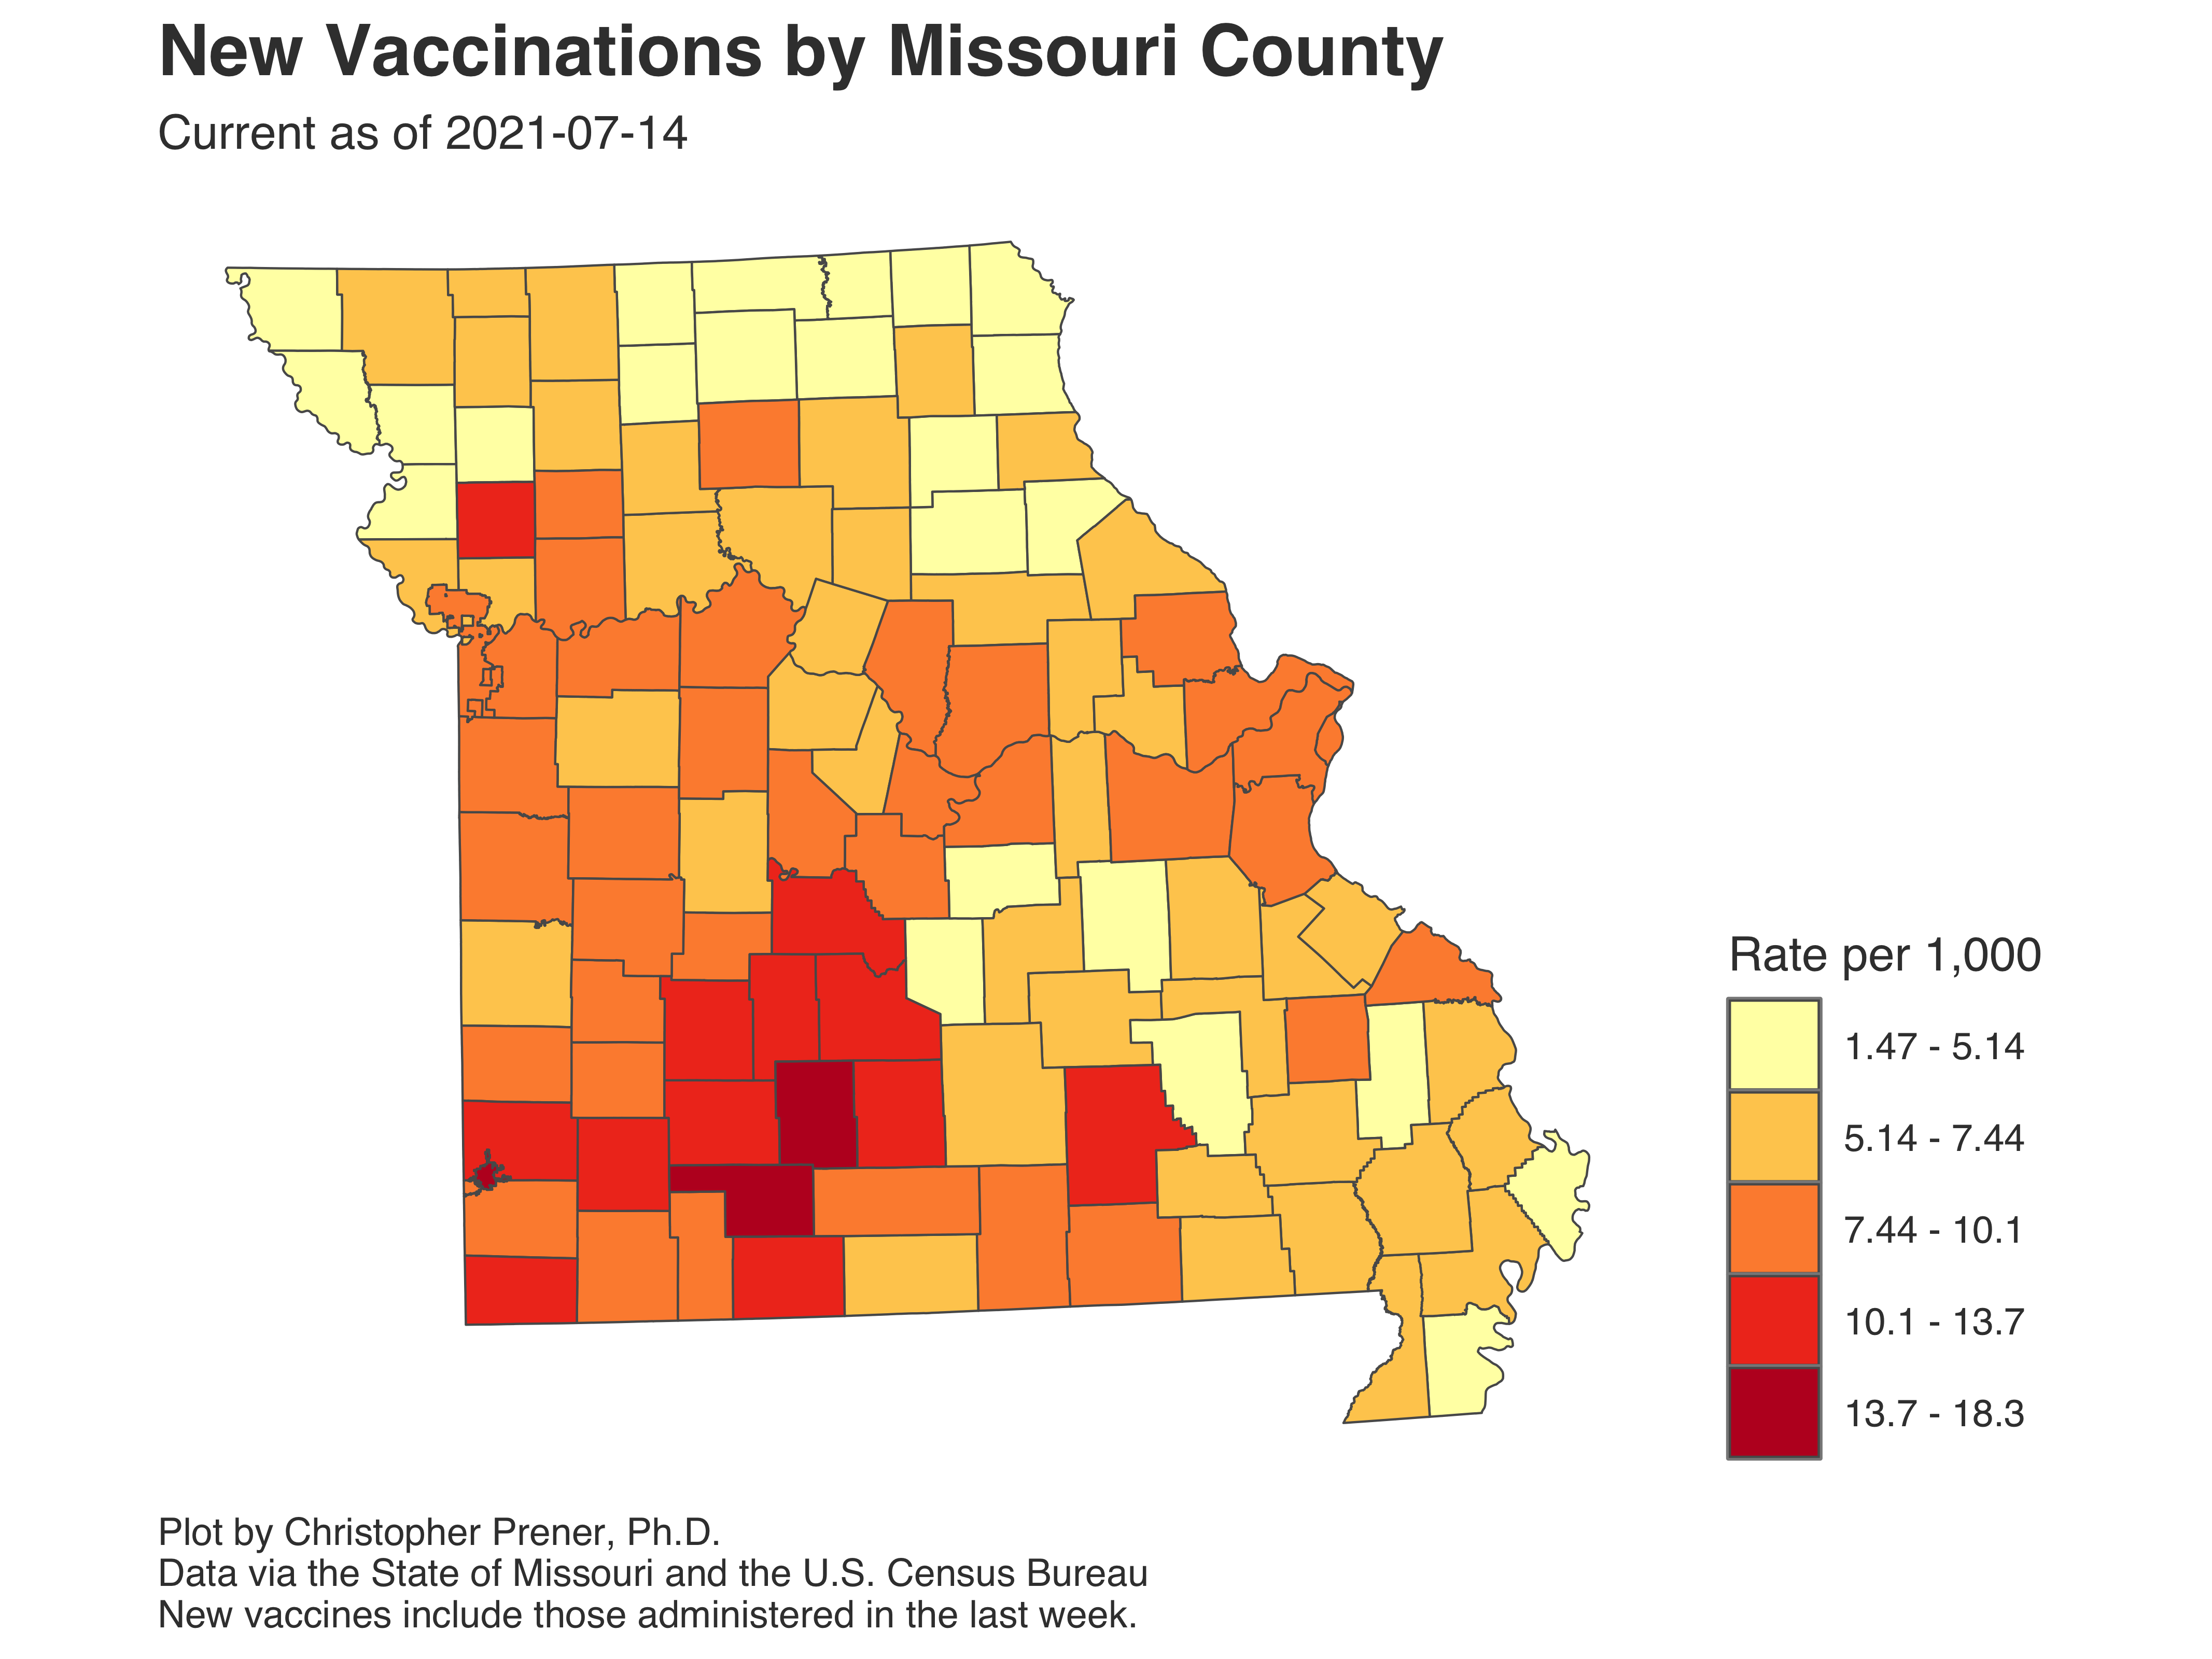 New Vaccinations by Missouri County
Current as of 2021-07-14
Rate per 1,000
1.47 - 5.14
5.14 - 7.44
7.44 - 10.1
10.1 - 13.7
13.7 - 18.3
Plot by Christopher Prener, Ph.D.
Data via the State of Missouri and the U.S. Census Bureau
New vaccines include those administered in the last week.